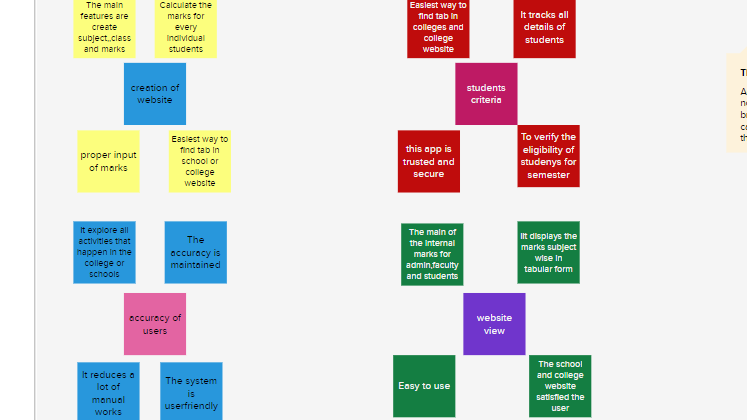 The main
features are
create
subject,,class
and marks
Calculate the
marks for
every
individual
students
creation of
website
proper input
of marks
Easiest way to
find tab in
school or
college
website
Easiest way to
find tab in
colleges and
college
website
It tracks all
details of
students
students
criteria
this app is
trusted and
secure
To verify the
eligibility of
studenys for
semester
It explore all
activities that
happen in the
college or
schools
The
accuracy is
maintained
accuracy of
users
It reduces a
lot of
manual
works
The system
is
userfriendly
The main of
the internal
marks for
admin,faculty
and students
IIt displays the
marks subject
wise in
tabular form
website
view
Easy to use
The school
and college
website
satisfied the
user